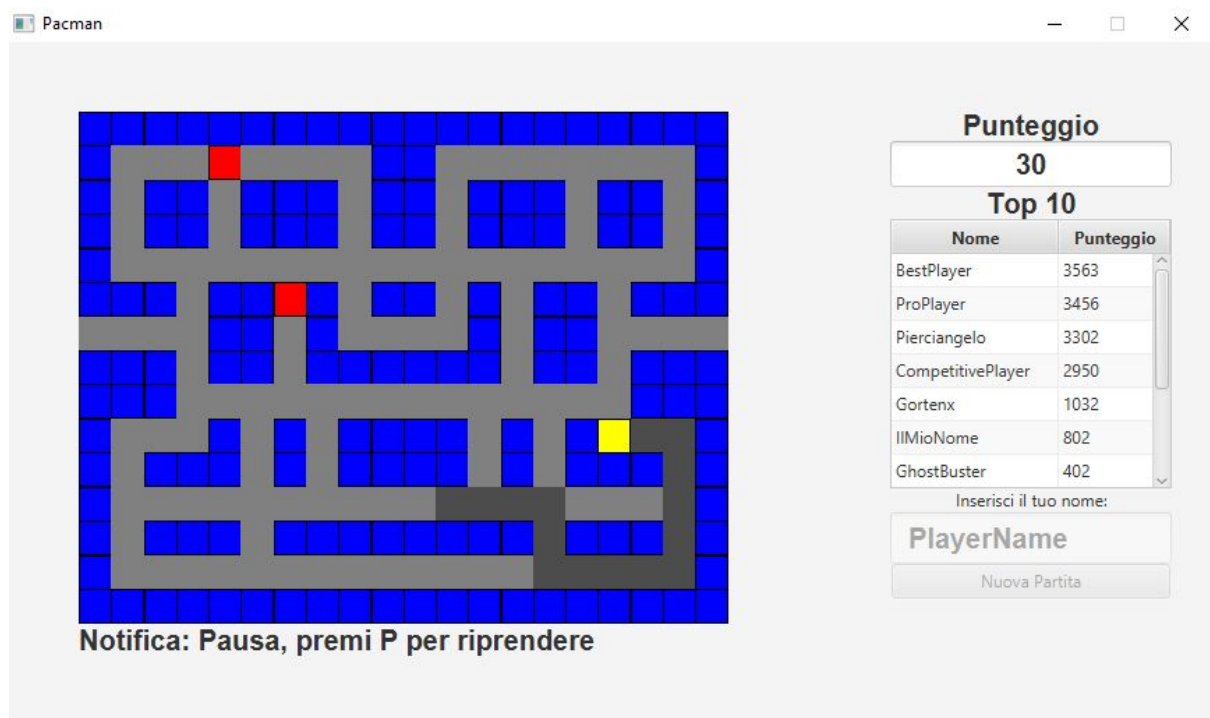 Pacman
Punteggio
30
Top 10
Nome Punteggio
BestPlayer 3563
ProPlayer 3456
Pierciangelo 3302
CompetitivePlayer 2950
Gortenx 1032
IlMioNome 802
GhostBuster 402
Inserisci il tuo nome:
PlayerName
Nuova Partita
Notifica: Pausa, premi P per riprendere